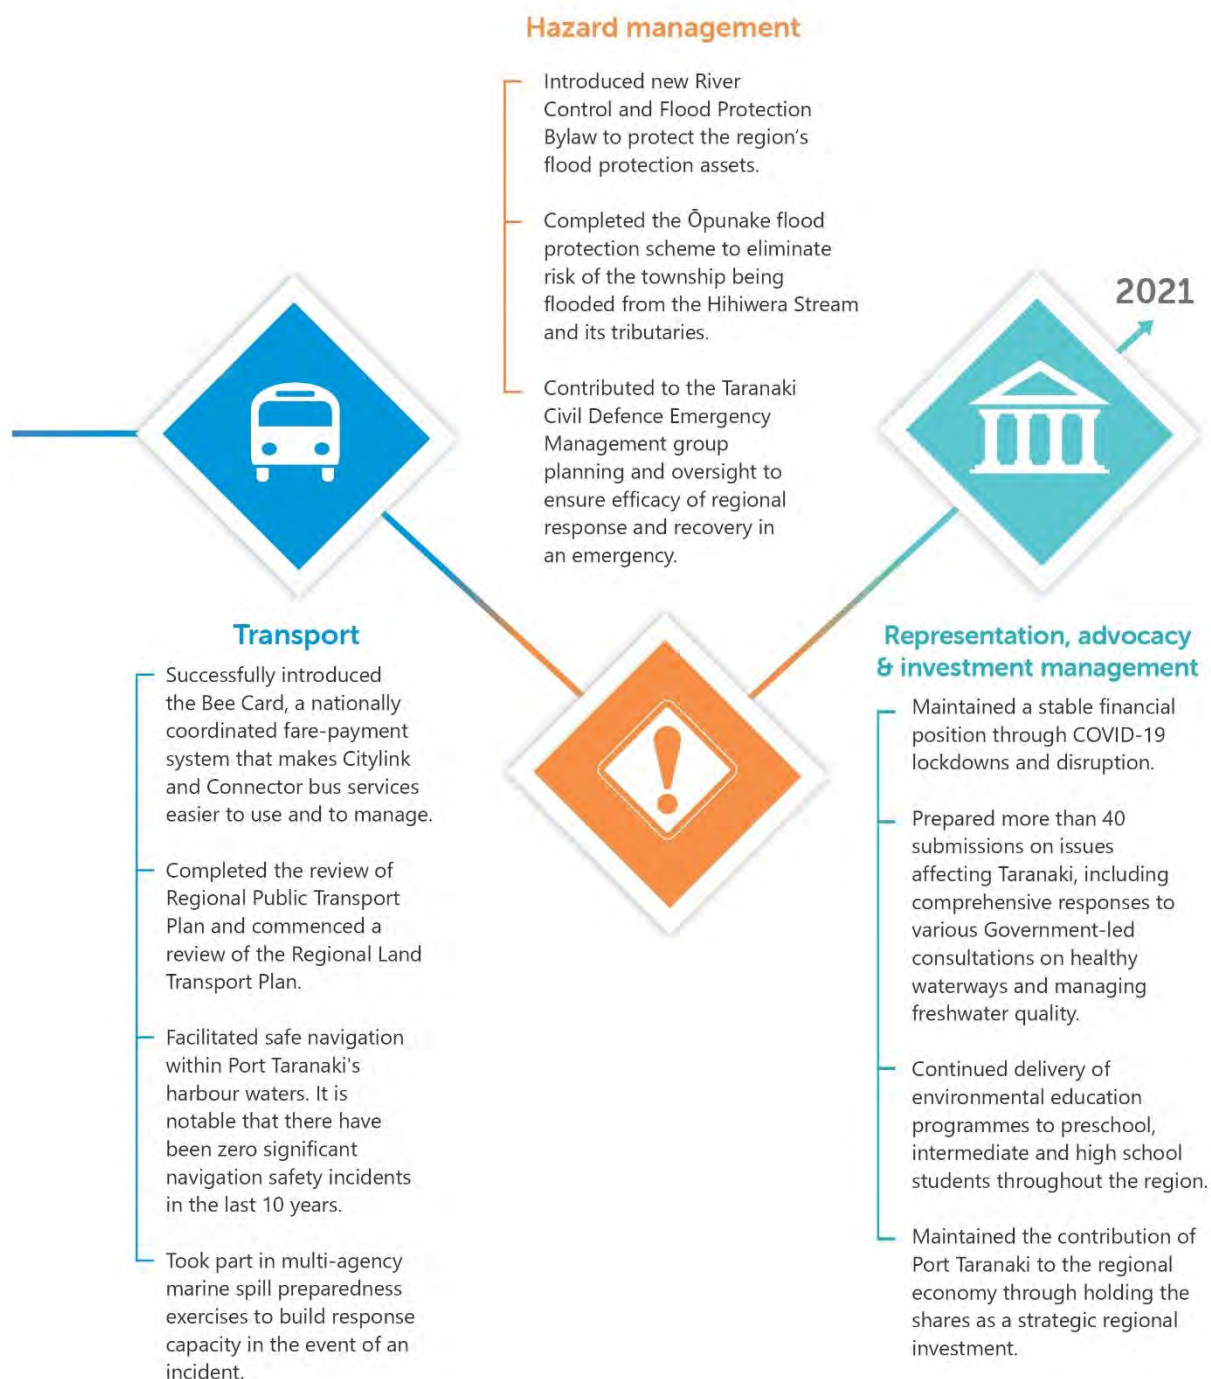 Hazard management
Introduced new River
Control and Flood Protection
Bylaw to protect the region's
flood protection assets.
Completed the Ōpunake flood
protection scheme to eliminate
risk of the township being
flooded from the Hihiwera Stream
and its tributaries.
Contributed to the Taranaki
Civil Defence Emergency
Management group
planning and oversight to
ensure efficacy of regional
response and recovery in
an emergency.
2021
Transport
Successfully introduced
the Bee Card, a nationally
coordinated fare-payment
system that makes Citylink
and Connector bus services
easier to use and to manage.
Completed the review of
Regional Public Transport
Plan and commenced a
review of the Regional Land
Transport Plan.
Facilitated safe navigation
within Port Taranaki's
harbour waters. It is
notable that there have
been zero significant
navigation safety incidents
in the last 10 years.
Took part in multi-agency
marine spill preparedness
exercises to build response
capacity in the event of an
incident.
Representation, advocacy
& investment management
Maintained a stable financial
position through COVID-19
lockdowns and disruption.
Prepared more than 40
submissions on issues
affecting Taranaki, including
comprehensive responses to
various Government-led
consultations on healthy
waterways and managing
freshwater quality.
Continued delivery of
environmental education
programmes to preschool,
intermediate and high school
students throughout the region.
Maintained the contribution of
Port Taranaki to the regional
economy through holding the
shares as a strategic regional
investment.